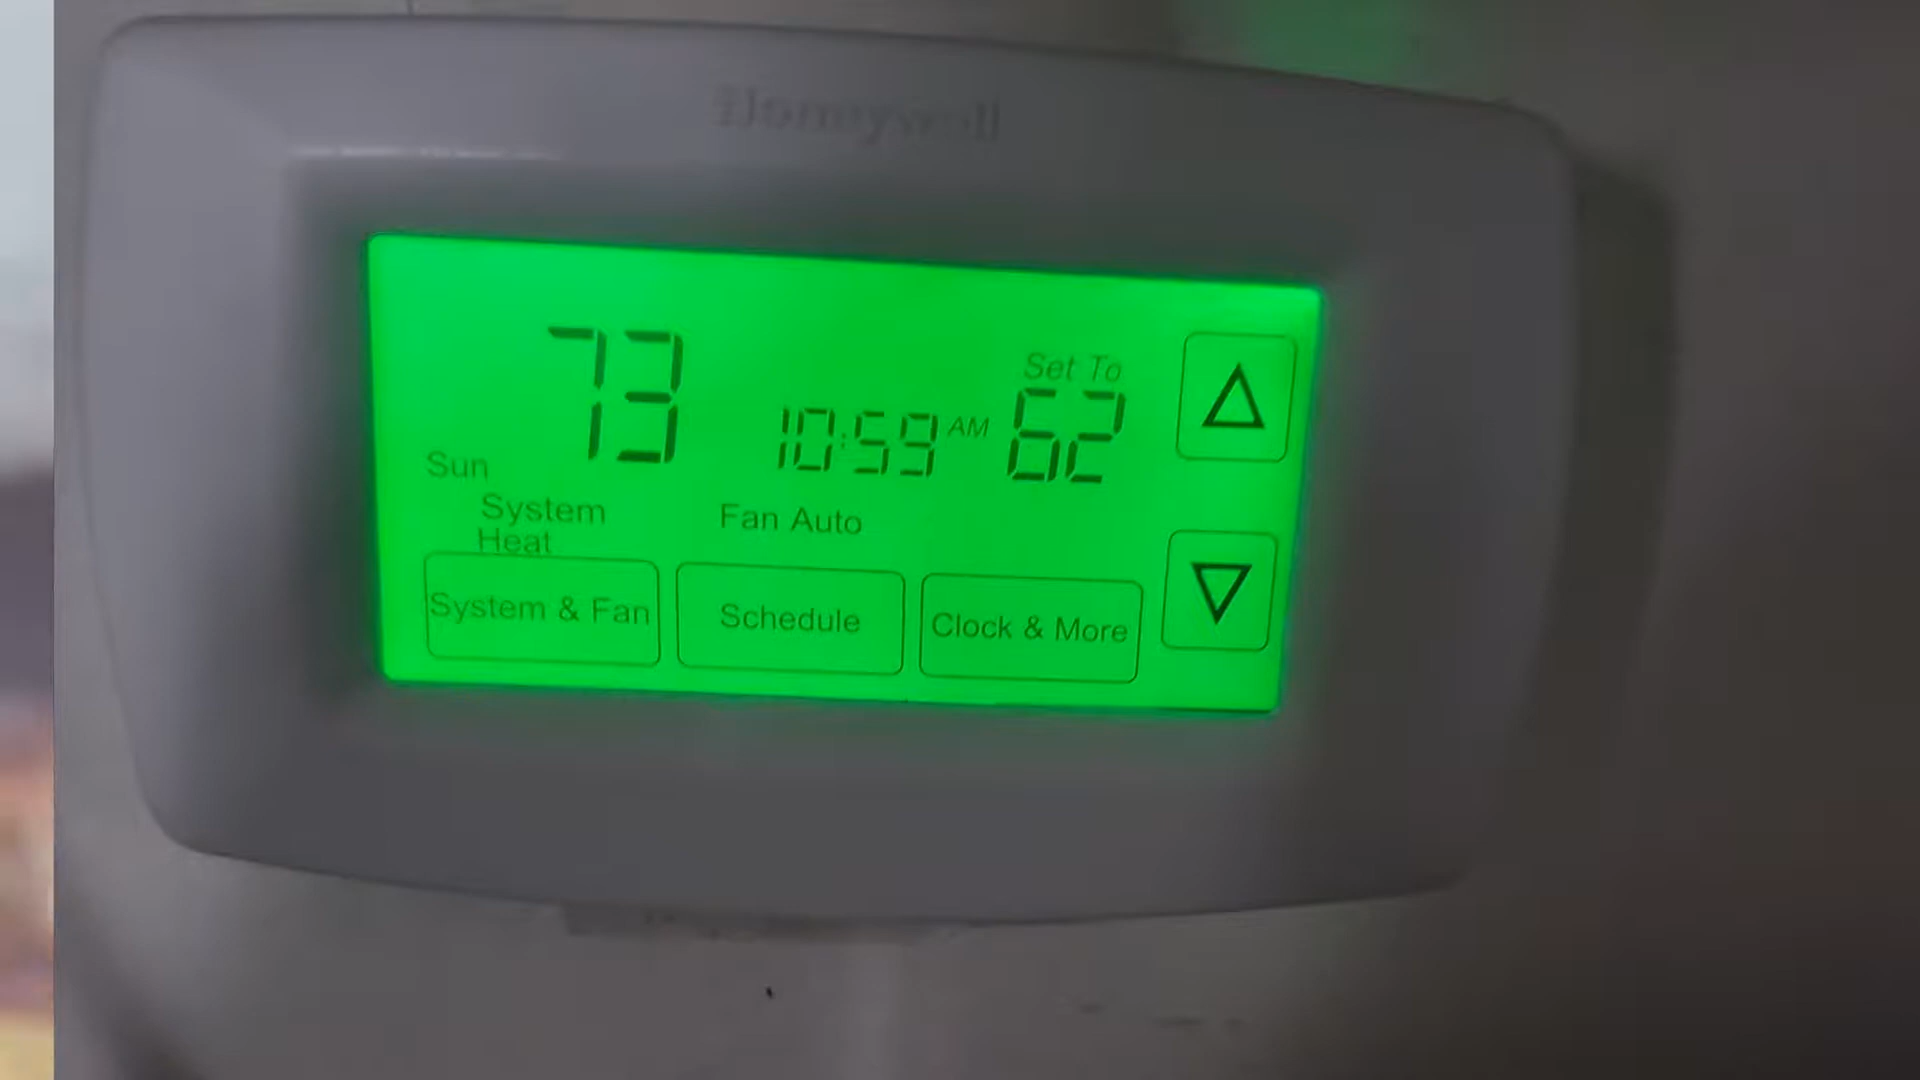 Honeywell
73
Set To
10:59 AM
62
Sun
System
Heat
Fan Auto
System & Fan
Schedule
Clock & More